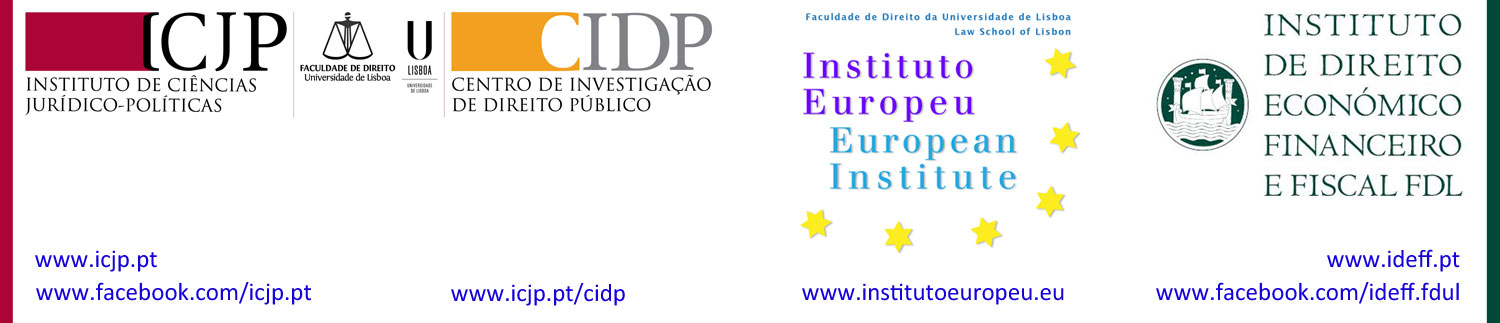 ICJP
INSTITUTO DE CIÊNCIAS
JURÍDICO-POLÍTICAS
FACULDADE DE DIREITO
Universidade de Lisboa
U
LISBOA
UNIVERSIDADE
DE LISBOA
CIDP
CENTRO DE INVESTIGAÇÃO
DE DIREITO PÚBLICO
Faculdade de Direito da Universidade de Lisboa
Law School of Lisbon
Instituto
Europeu
European
Institute
INSTITUTO
DE DIREITO
ECONÓMICO
FINANCEIRO
E FISCAL FDL
www.icjp.pt
www.facebook.com/icjp.pt
www.icjp.pt/cidp
www.institutoeuropeu.eu
www.ideff.pt
www.facebook.com/ideff.fdul